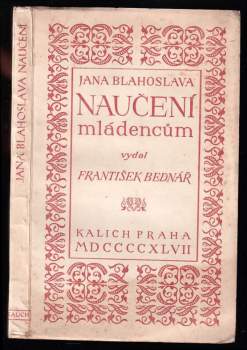 JANA BLAHOSLAVA NAUČENÍ
KALICH
JANA BLAHOSLAVA
NAUČENÍ
mládencům
vydal
FRANTIŠEK BEDNÁŘ
KALICH PRAHA
MDCCCCXLVII